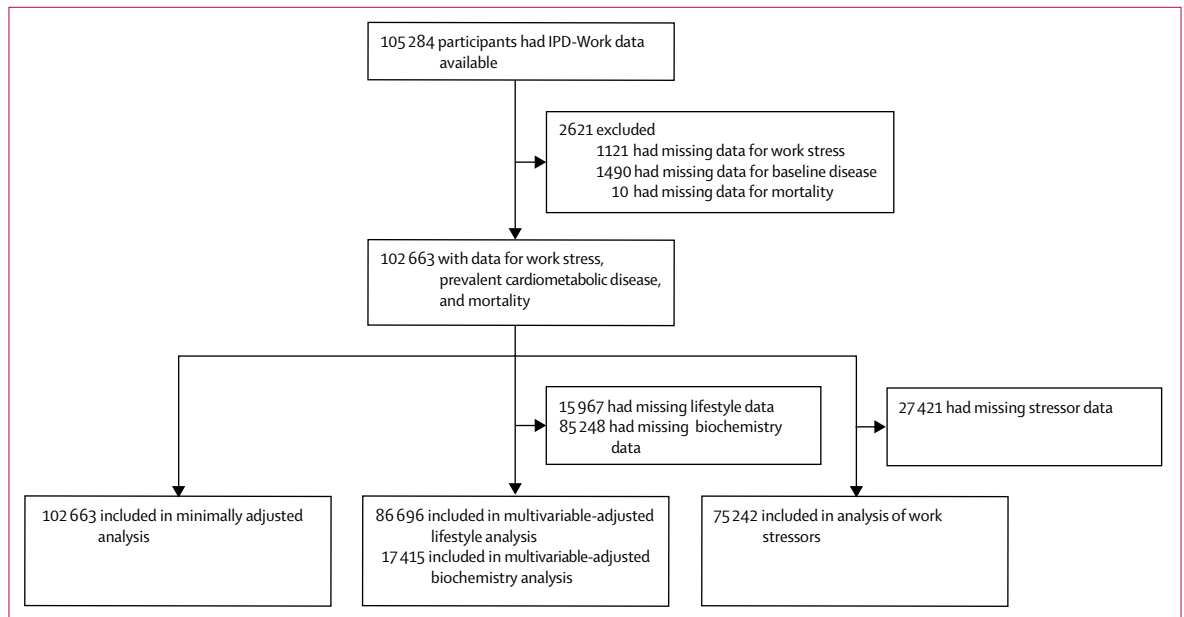 105 284 participants had IPD-Work data
available
2621 excluded
1121 had missing data for work stress
1490 had missing data for baseline disease
10 had missing data for mortality
102 663 with data for work stress,
prevalent cardiometabolic disease,
and mortality
15 967 had missing lifestyle data
85 248 had missing biochemistry
data
27 421 had missing stressor data
102 663 included in minimally adjusted
analysis
86 696 included in multivariable-adjusted
lifestyle analysis
17 415 included in multivariable-adjusted
biochemistry analysis
75 242 included in analysis of work
stressors